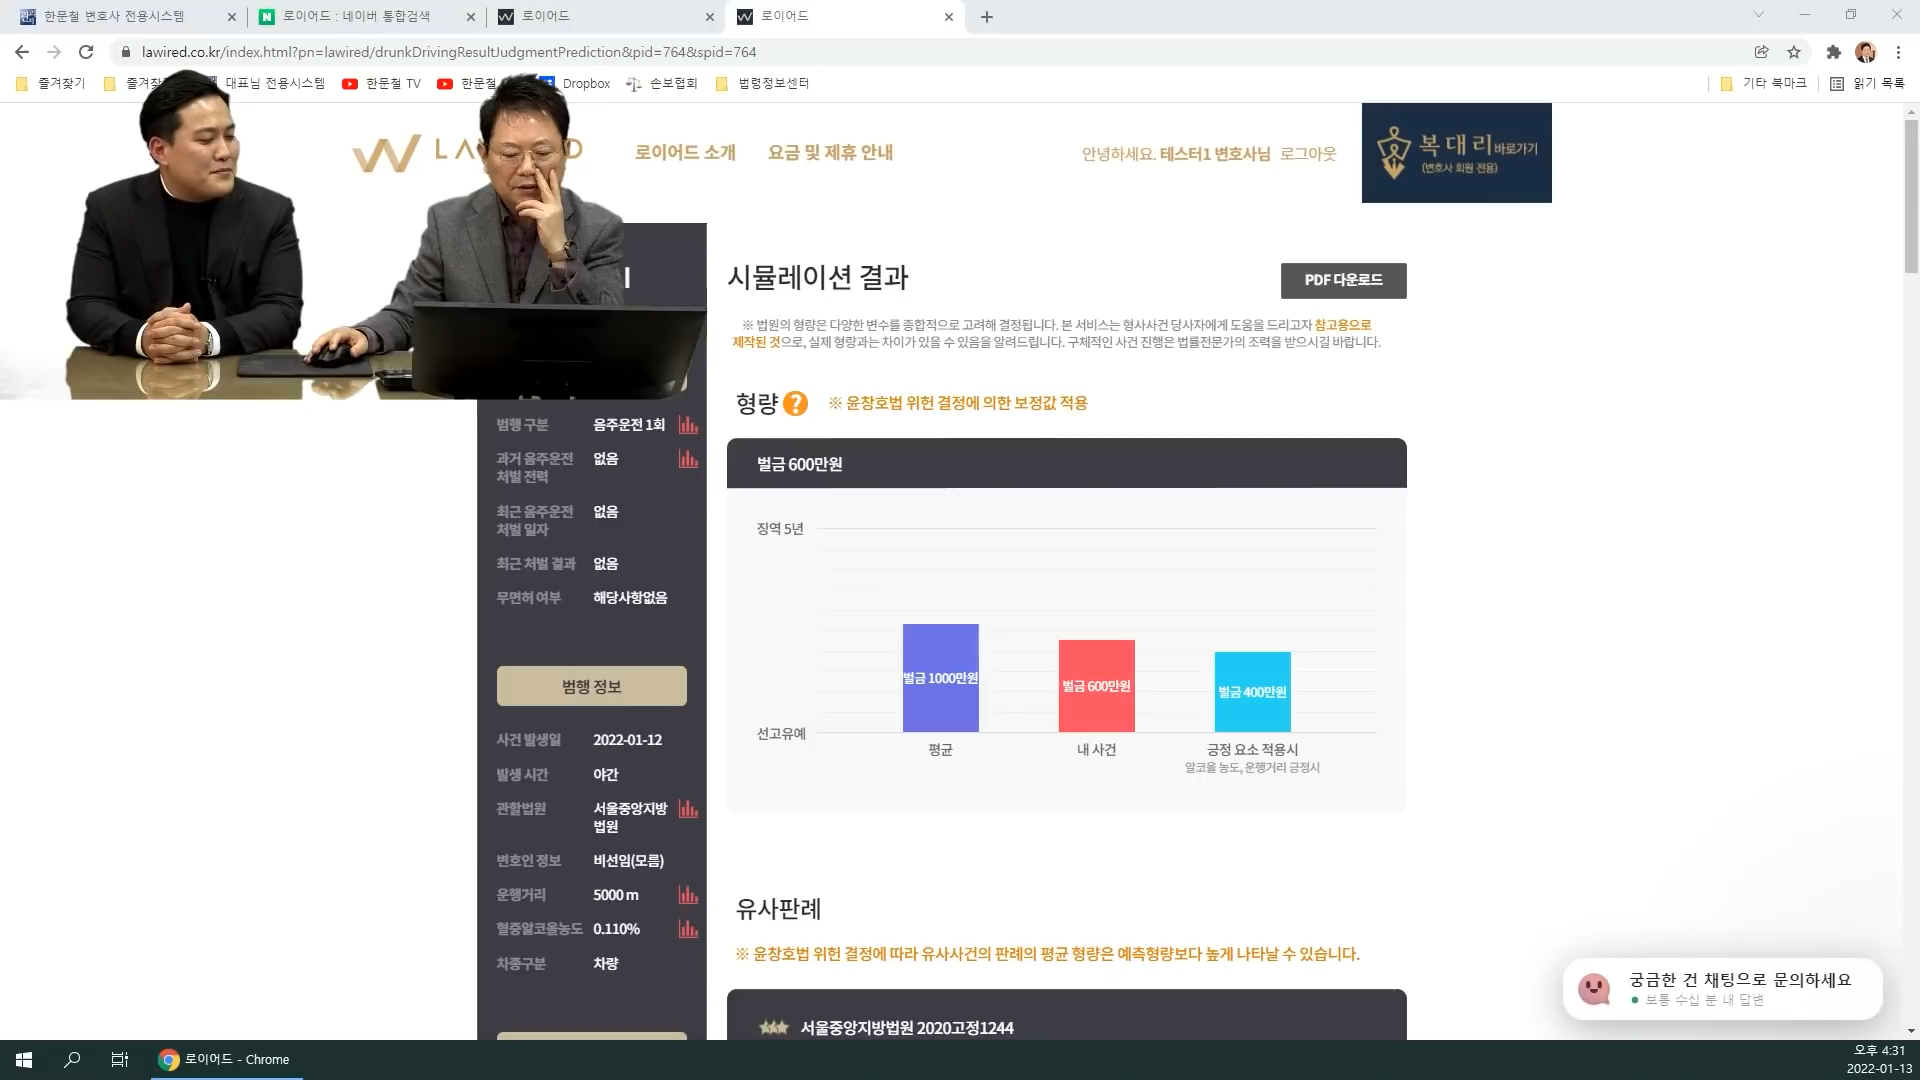 한문철 변호사 전용시스템
로이어드 : 네이버 통합검색
로이어드
로이어드
lawired.co.kr/index.html?pn=lawired/drunkDrivingResultJudgmentPrediction&pid=764&spid=764
즐겨찾기
대표님 전용시스템
한문철 TV
한문철
Dropbox
손보협회
법령정보센터
기타 북마크
읽기 목록
로이어드 소개
요금 및 제휴 안내
안녕하세요. 테스터1 변호사님 로그아웃
복대리바로가기
(변호사 회원 전용)
시뮬레이션 결과
PDF 다운로드
※ 법원의 형량은 다양한 변수를 종합적으로 고려해 결정됩니다. 본 서비스는 형사사건 당사자에게 도움을 드리고자 참고용으로
제작된 것으로, 실제 형량과는 차이가 있을 수 있음을 알려드립니다. 구체적인 사건 진행은 법률전문가의 조력을 받으시길 바랍니다.
형량 ? ※ 윤창호법 위헌 결정에 의한 보정값 적용
벌금 600만원
징역 5년
벌금 1000만원
벌금 600만원
벌금 400만원
선고유예
평균
내 사건
긍정 요소 적용시
알코올 농도, 운행거리 긍정시
범행 구분 음주운전 1회
과거 음주운전 없음
처벌 전력
최근 음주운전 없음
처벌 일자
최근 처벌 결과 없음
무면허 여부 해당사항없음
범행 정보
사건 발생일 2022-01-12
발생 시간 야간
관할법원 서울중앙지방
법원
변호인 정보 비선임(모름)
운행거리 5000 m
혈중알코올농도 0.110%
차종구분 차량
유사판례
※ 윤창호법 위헌 결정에 따라 유사사건의 판례의 평균 형량은 예측형량보다 높게 나타날 수 있습니다.
서울중앙지방법원 2020고정1244
궁금한 건 채팅으로 문의하세요
보통 수십 분 내 답변
로이어드 - Chrome
오후 4:31
2022-01-13